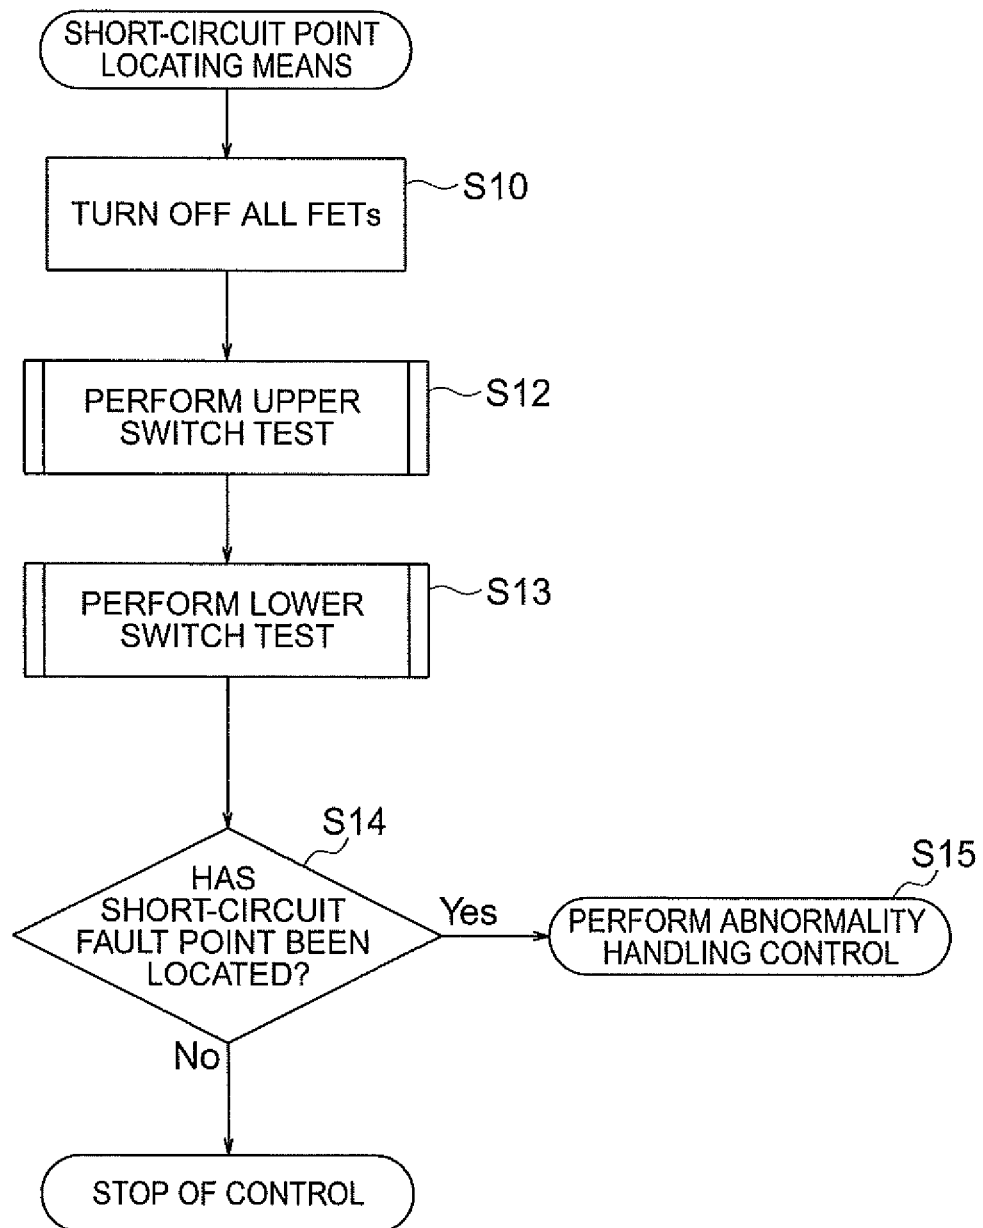 SHORT-CIRCUIT POINT
LOCATING MEANS
TURN OFF ALL FETs
S10
PERFORM UPPER
SWITCH TEST
S12
PERFORM LOWER
SWITCH TEST
S13
S14
HAS
SHORT-CIRCUIT
FAULT POINT BEEN
LOCATED?
Yes
S15
PERFORM ABNORMALITY
HANDLING CONTROL
No
STOP OF CONTROL